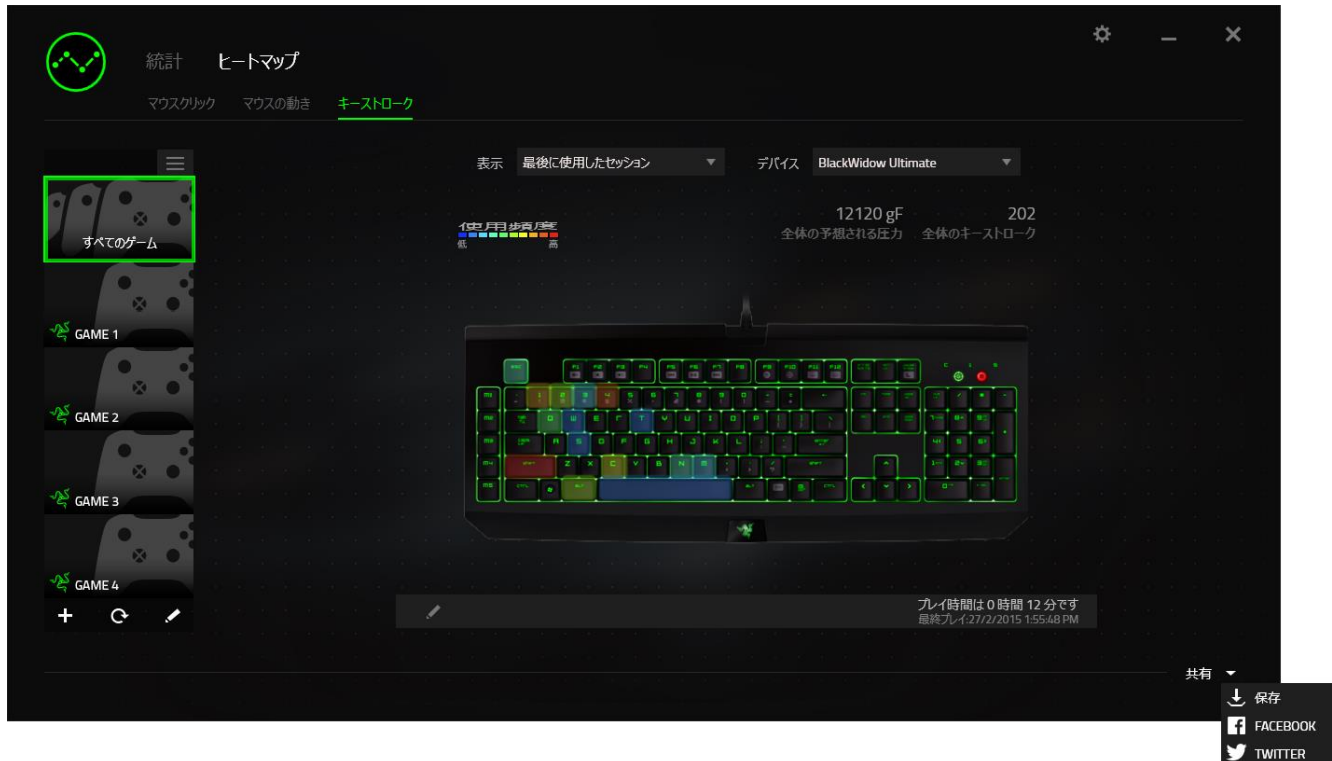 統計 ヒートマップ
マウスクリック マウスの動き キーストローク
表示 最後に使用したセッション デバイス BlackWidow Ultimate
使用頻度
低 高
12120 gF 202
全体の予想される圧力 全体のキーストローク
すべてのゲーム
GAME 1
GAME 2
GAME 3
GAME 4
プレイ時間は 0 時間 12 分です
最終プレイ:27/2/2015 1:55:48 PM
共有
保存
FACEBOOK
TWITTER